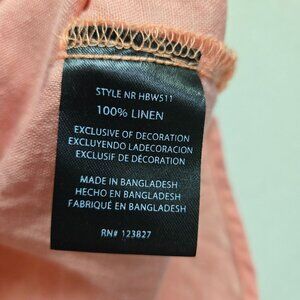 STYLE NR HBW511
100% LINEN
EXCLUSIVE OF DECORATION
EXCLUYENDO LADECORACION
EXCLUSIF DE DÉCORATION
MADE IN BANGLADESH
HECHO EN BANGLADESH
FABRIQUÉ EN BANGLADESH
RN# 123827